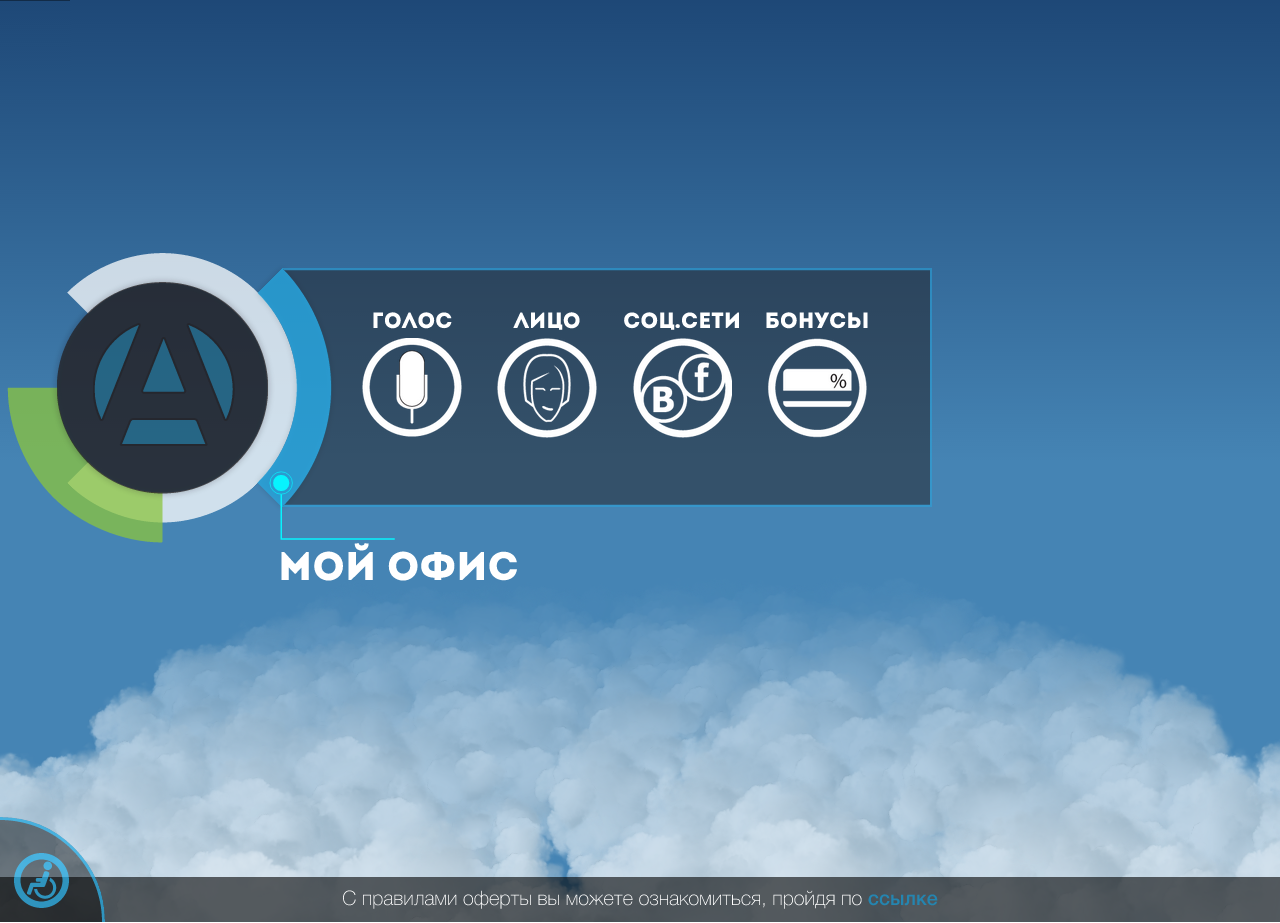 ГОЛОС ЛИЦО СОЦ.СЕТИ БОНУСЫ
В f %
МОЙ ОФИС
С правилами оферты вы можете ознакомиться, пройдя по ссылке